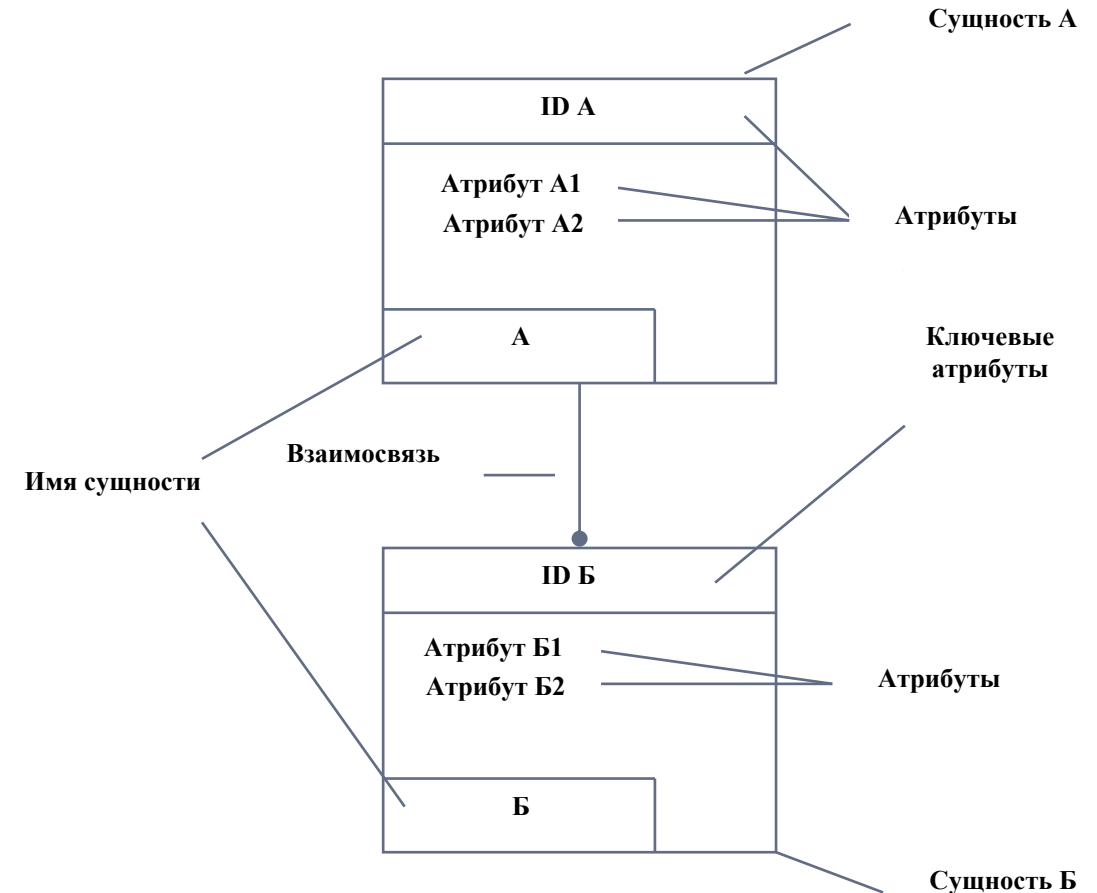 Сущность А
ID А
Атрибут А1
Атрибут А2
Атрибуты
А
Ключевые
атрибуты
Взаимосвязь
Имя сущности
ID Б
Атрибут Б1
Атрибут Б2
Атрибуты
Б
Сущность Б